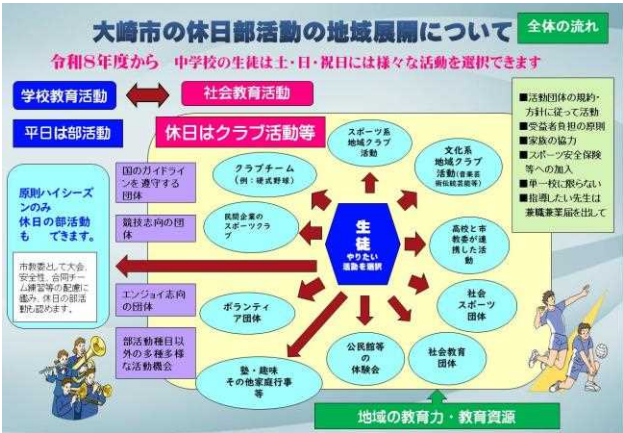 大崎市の休日部活動の地域展開について
全体の流れ
令和8年度から 中学校の生徒は土・日・祝日には様々な活動を選択できます
学校教育活動
社会教育活動
平日は部活動
休日はクラブ活動等
原則ハイシーズ
ンのみ
休日の部活動
も できます。
市教委として大会、
安全性、合同チー
ム練習等の配慮に
鑑み、休日の部活
動も認めます。
国のガイドライ
ンを遵守する
団体
競技志向の団
体
エンジョイ志向
の団体
部活動種目以
外の多種多様
な活動機会
クラブチーム
(例:硬式野球)
スポーツ系
地域クラブ
活動
文化系
地域クラブ
活動(音楽芸
術伝統芸能等)
民間企業の
スポーツクラ
ブ
生
徒
やりたい
活動を選択
高校と市
教委が連
携した活
動
ボランティ
ア団体
社会
スポーツ
団体
塾・趣味
その他家庭行事
等
公民館等
の
体験会
社会教育
団体
■活動団体の規約・
方針に従って活動
■受益者負担の原則
■家族の協力
■スポーツ安全保険
等への加入
■単一校に限らない
■指導したい先生は
兼職兼業届を出して
地域の教育力・教育資源